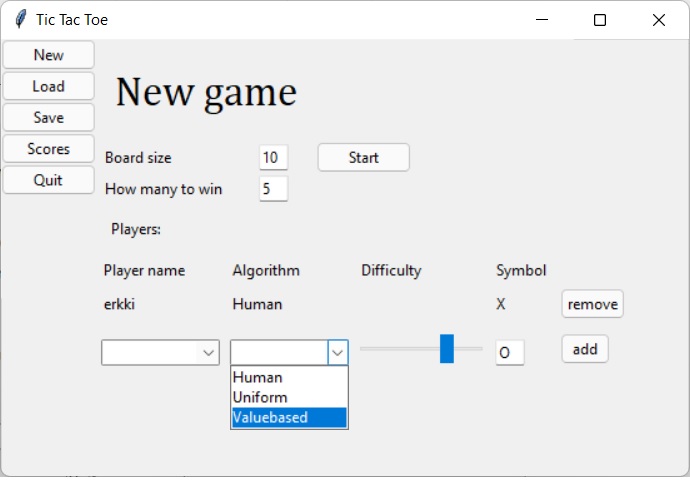 Tic Tac Toe
New
Load
Save
Scores
Quit
New game
Board size 10 Start
How many to win 5
Players:
Player name Algorithm Difficulty Symbol
erkki Human X remove
O add
Human
Uniform
Valuebased